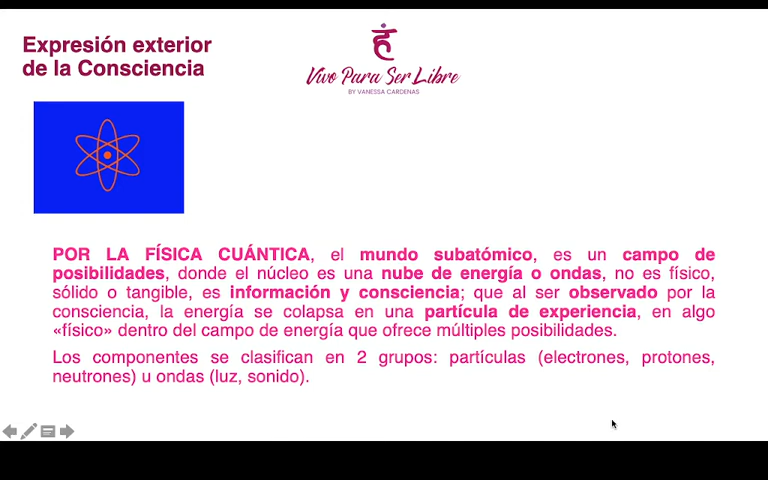 Expresión exterior
de la Consciencia
Vivo Para Ser Libre
BY VANESSA CARDENAS
POR LA FÍSICA CUÁNTICA, el mundo subatómico, es un campo de
posibilidades, donde el núcleo es una nube de energía o ondas, no es físico,
sólido o tangible, es información y consciencia; que al ser observado por la
consciencia, la energía se colapsa en una partícula de experiencia, en algo
«físico» dentro del campo de energía que ofrece múltiples posibilidades.
Los componentes se clasifican en 2 grupos: partículas (electrones, protones,
neutrones) u ondas (luz, sonido).